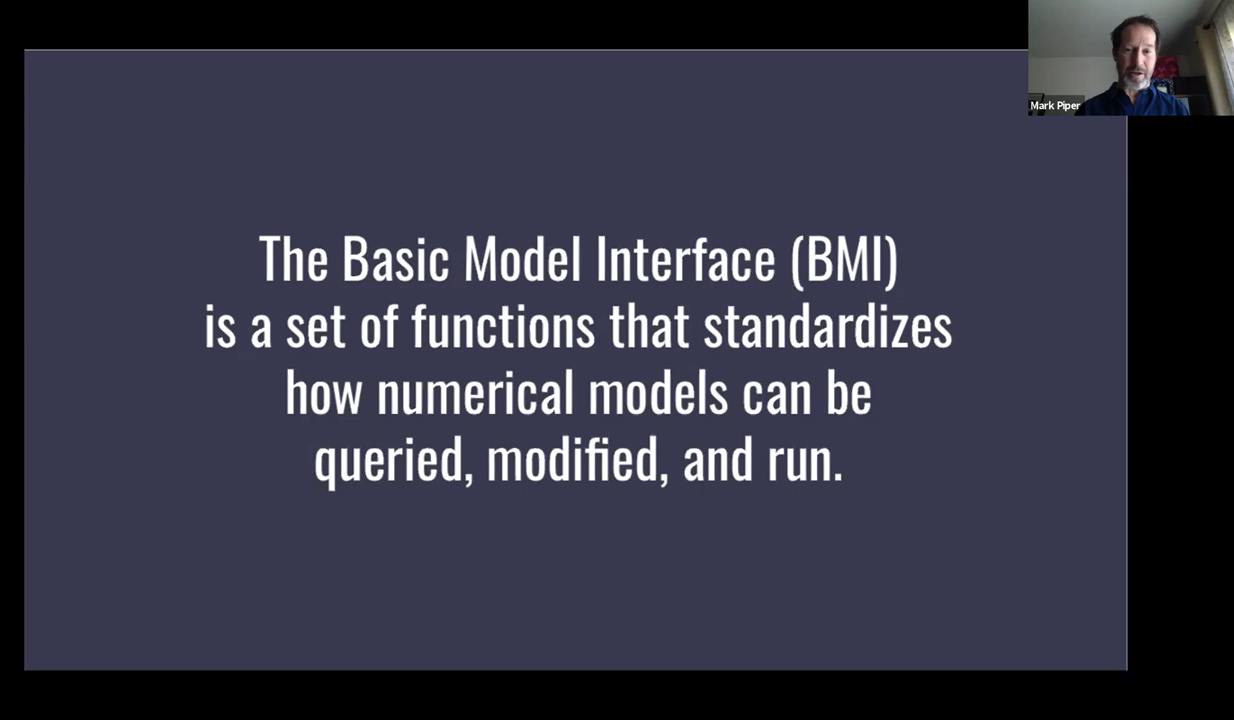 The Basic Model Interface (BMI)
is a set of functions that standardizes
how numerical models can be
queried, modified, and run.
Mark Piper